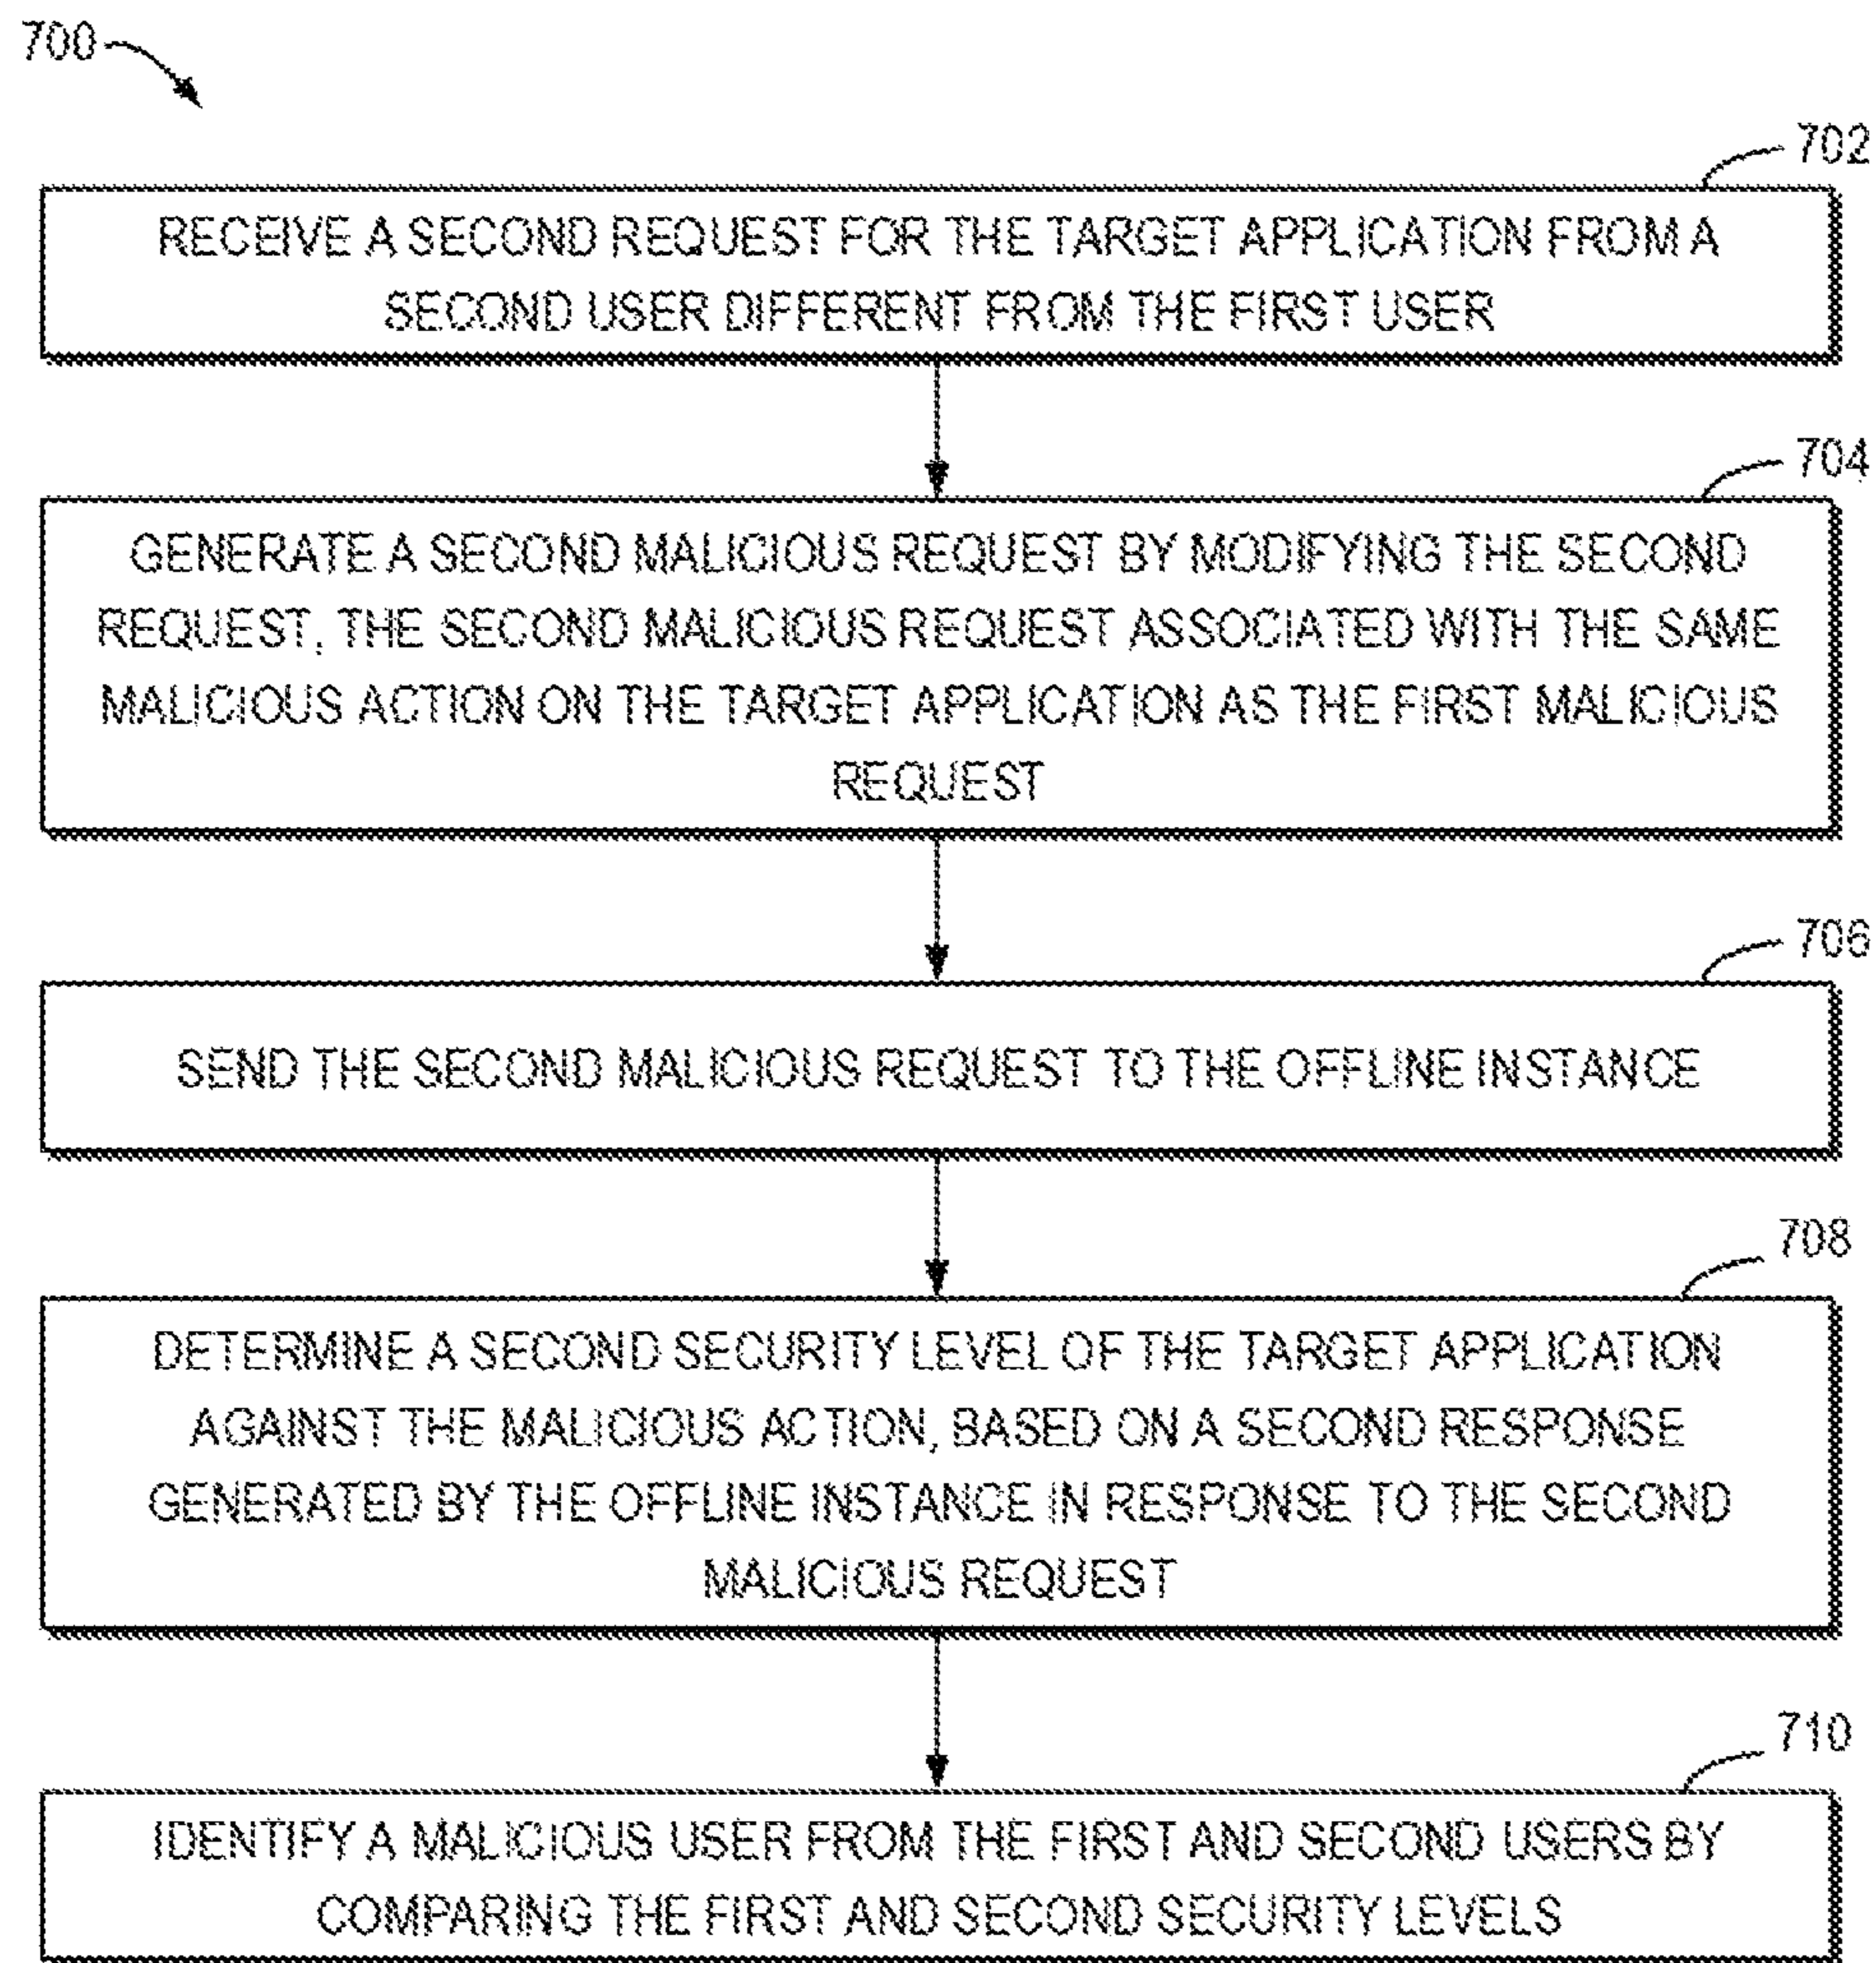 700
702
RECEIVE A SECOND REQUEST FOR THE TARGET APPLICATION FROM A
SECOND USER DIFFERENT FROM THE FIRST USER
704
GENERATE A SECOND MALICIOUS REQUEST BY MODIFYING THE SECOND
REQUEST, THE SECOND MALICIOUS REQUEST ASSOCIATED WITH THE SAME
MALICIOUS ACTION ON THE TARGET APPLICATION AS THE FIRST MALICIOUS
REQUEST
706
SEND THE SECOND MALICIOUS REQUEST TO THE OFFLINE INSTANCE
708
DETERMINE A SECOND SECURITY LEVEL OF THE TARGET APPLICATION
AGAINST THE MALICIOUS ACTION, BASED ON A SECOND RESPONSE
GENERATED BY THE OFFLINE INSTANCE IN RESPONSE TO THE SECOND
MALICIOUS REQUEST
710
IDENTIFY A MALICIOUS USER FROM THE FIRST AND SECOND USERS BY
COMPARING THE FIRST AND SECOND SECURITY LEVELS